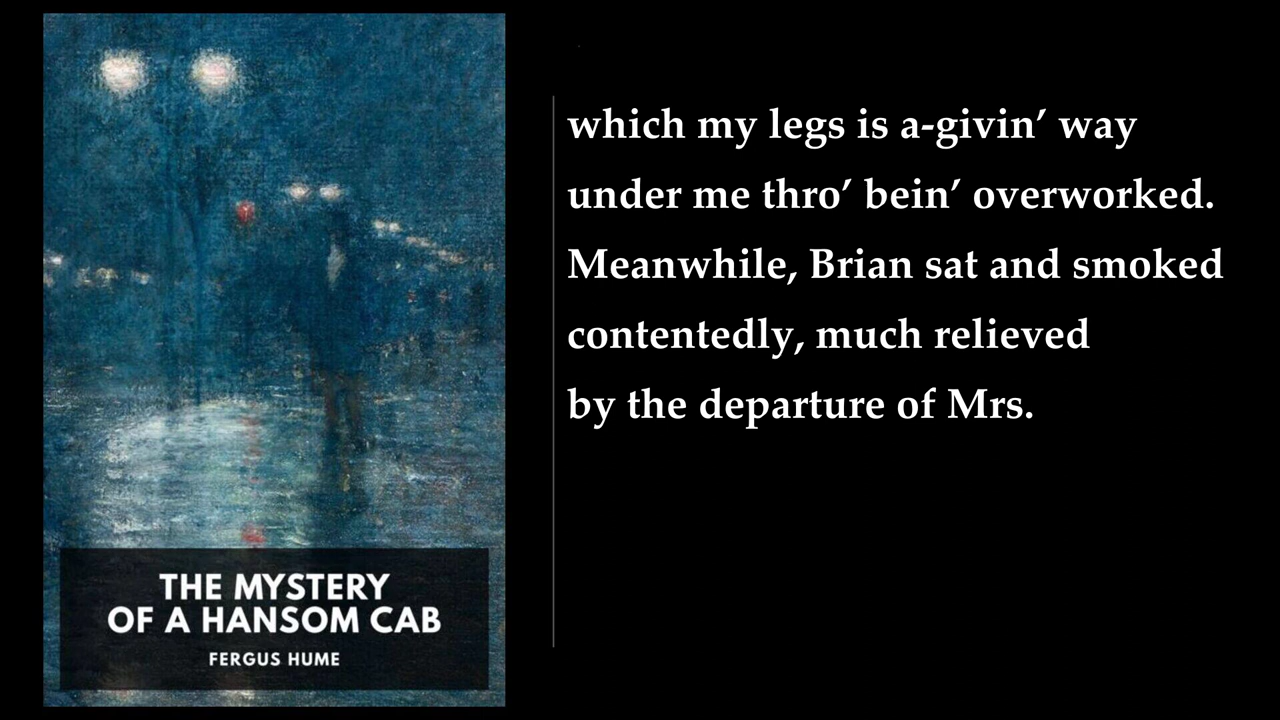 THE MYSTERY
OF A HANSOM CAB
FERGUS HUME
which my legs is a-givin’ way
under me thro’ bein’ overworked.
Meanwhile, Brian sat and smoked
contentedly, much relieved
by the departure of Mrs.